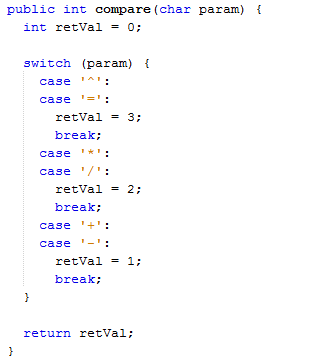 public int compare(char param) {
  int retVal = 0;

  switch (param) {
    case '^':
    case '=':
      retVal = 3;
      break;
    case '*':
    case '/':
      retVal = 2;
      break;
    case '+':
    case '-':
      retVal = 1;
      break;
  }

  return retVal;
}